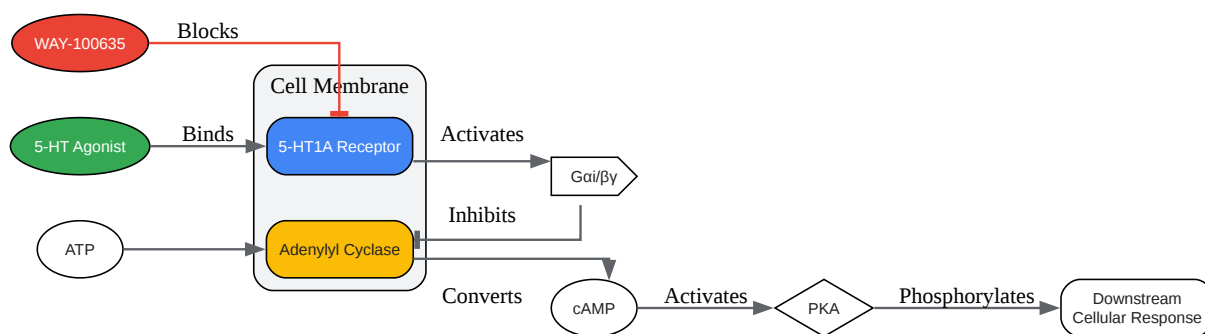 WAY-100635
Blocks
Cell Membrane
5-HT Agonist
Binds
5-HT1A Receptor
Activates
Gαi/βγ
Inhibits
ATP
Adenylyl Cyclase
Converts
cAMP
Activates
PKA
Phosphorylates
Downstream
Cellular Response